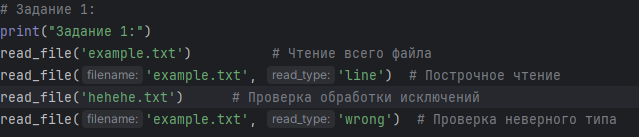 # Задание 1:
print("Задание 1:")
read_file('example.txt')          # Чтение всего файла
read_file( filename: 'example.txt', read_type: 'line')  # Построчное чтение
read_file('hehehe.txt')      # Проверка обработки исключений
read_file( filename: 'example.txt', read_type: 'wrong')  # Проверка неверного типа